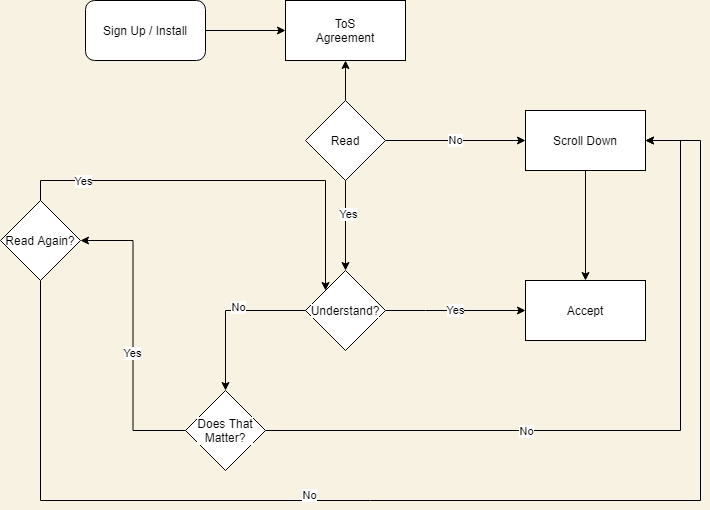 Sign Up / Install
ToS
Agreement
Read
No
Scroll Down
Yes
Yes
Read Again?
Understand?
Yes
Accept
No
Yes
Does That
Matter?
No
No